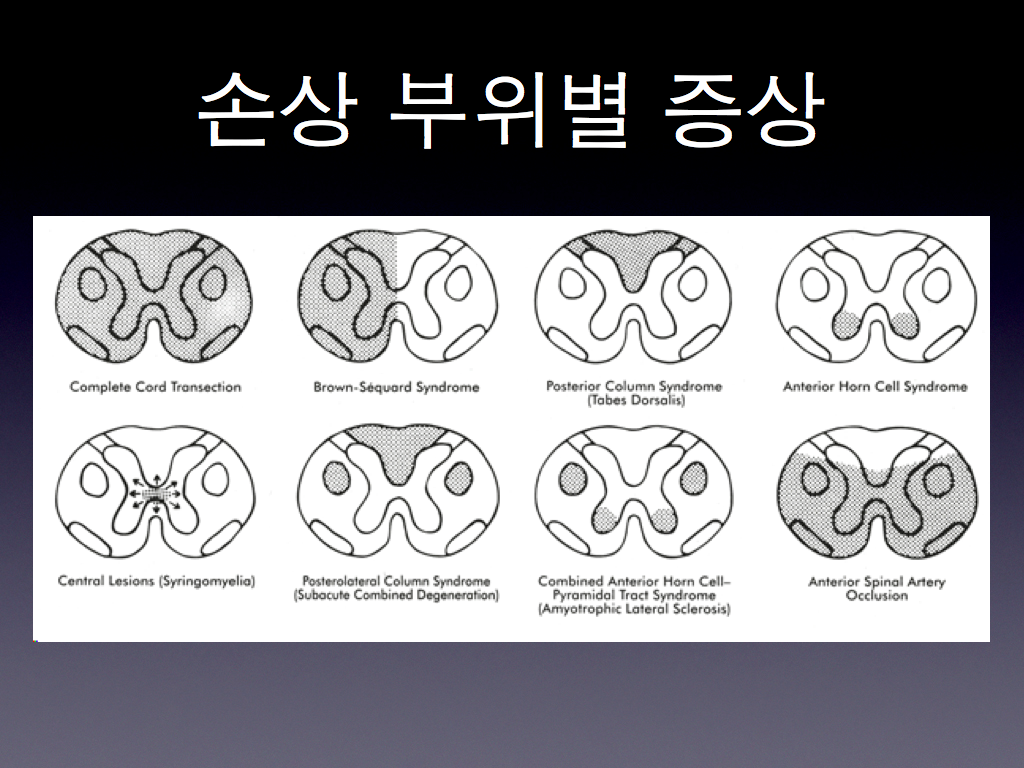 손상 부위별 증상
Complete Cord Transection
Brown-Séquard Syndrome
Posterior Column Syndrome
(Tabes Dorsalis)
Anterior Horn Cell Syndrome
Central Lesions (Syringomyelia)
Posterolateral Column Syndrome
(Subacute Combined Degeneration)
Combined Anterior Horn Cell–
Pyramidal Tract Syndrome
(Amyotrophic Lateral Sclerosis)
Anterior Spinal Artery
Occlusion